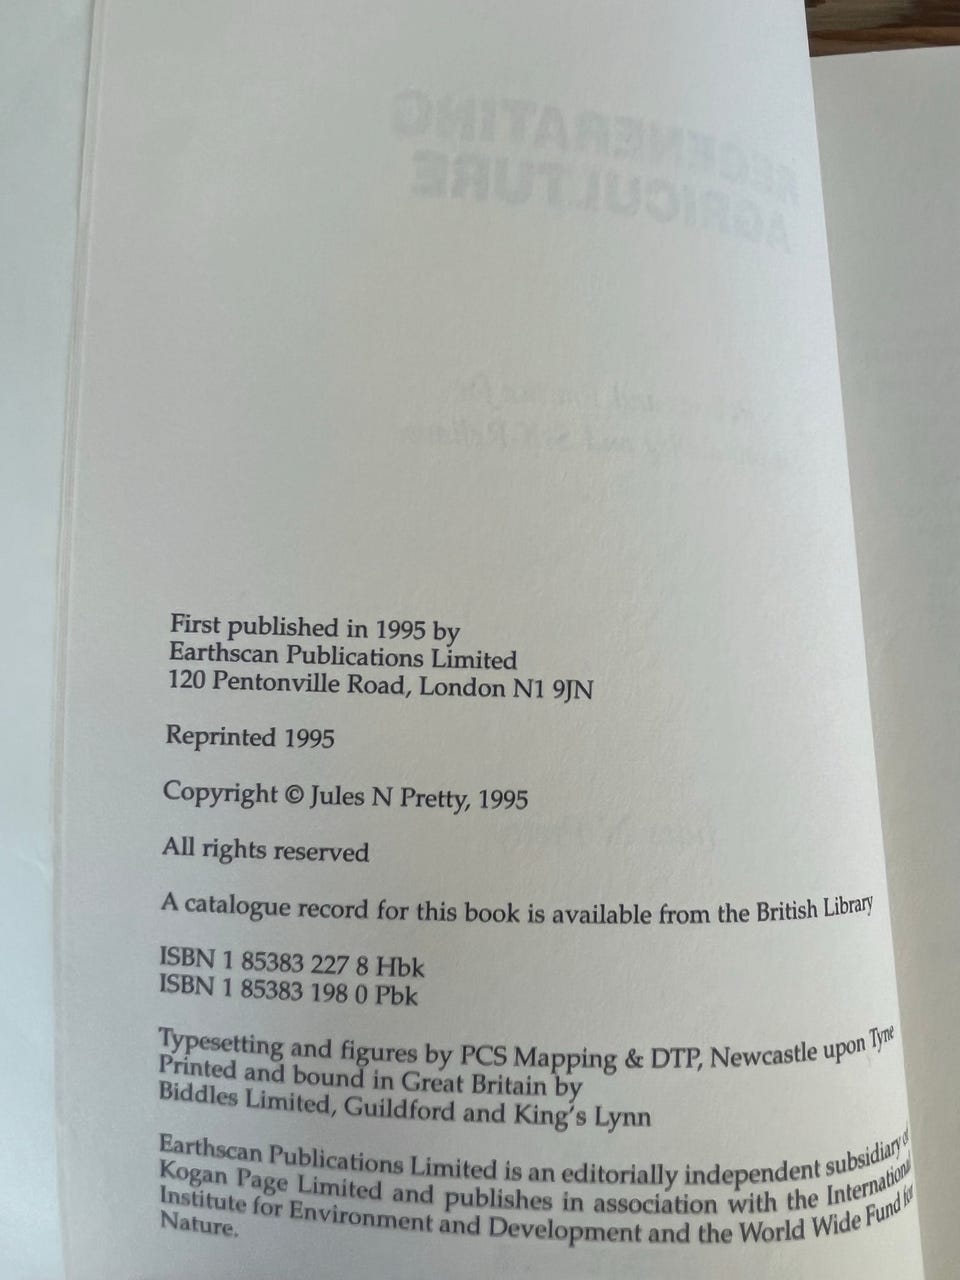 REGENERATING
AGRICULTURE
First published in 1995 by
Earthscan Publications Limited
120 Pentonville Road, London N1 9JN
Reprinted 1995
Copyright © Jules N Pretty, 1995
All rights reserved
A catalogue record for this book is available from the British Library
ISBN 1 85383 227 8 Hbk
ISBN 1 85383 198 0 Pbk
Typesetting and figures by PCS Mapping & DTP, Newcastle upon Tyne
Printed and bound in Great Britain by
Biddles Limited, Guildford and King's Lynn
Earthscan Publications Limited is an editorially independent subsidiary of
Kogan Page Limited and publishes in association with the International
Institute for Environment and Development and the World Wide Fund for
Nature.